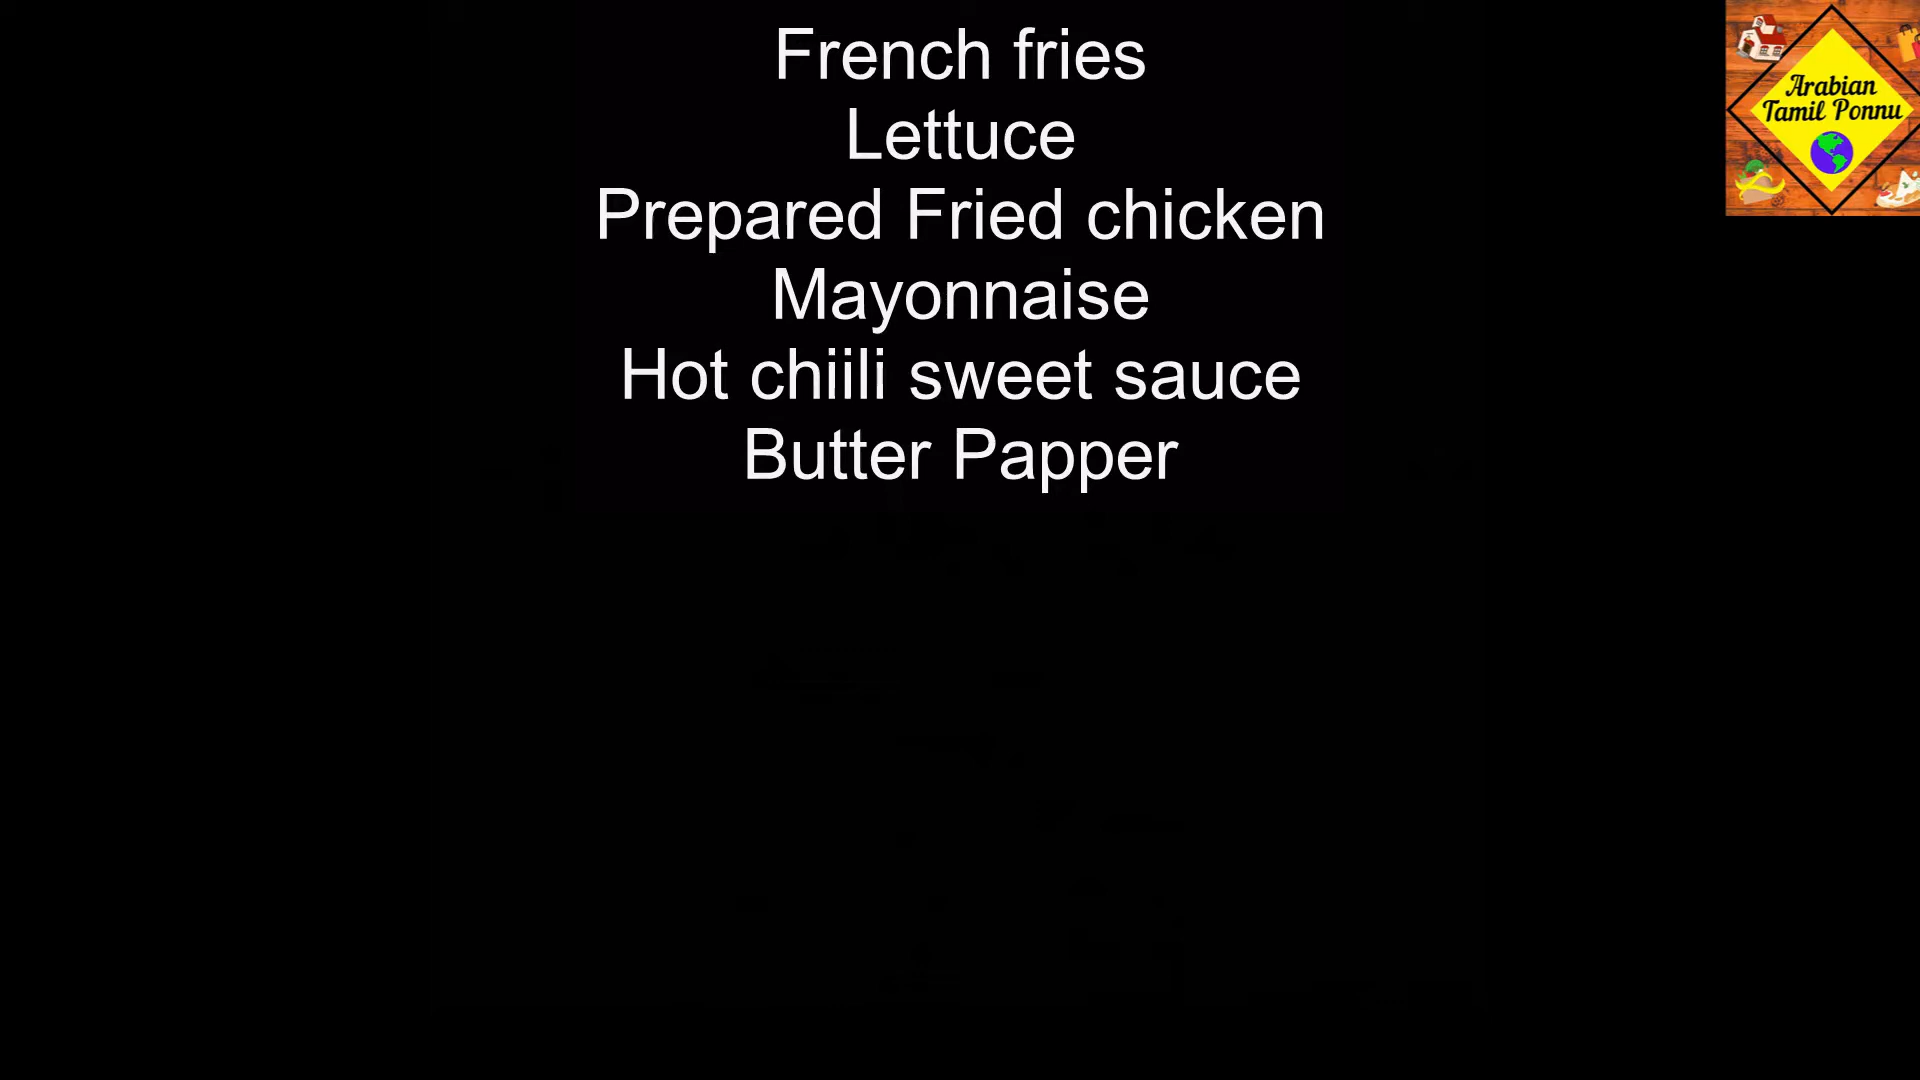 French fries
Lettuce
Prepared Fried chicken
Mayonnaise
Hot chiili sweet sauce
Butter Papper
Arabian
Tamil Ponnu